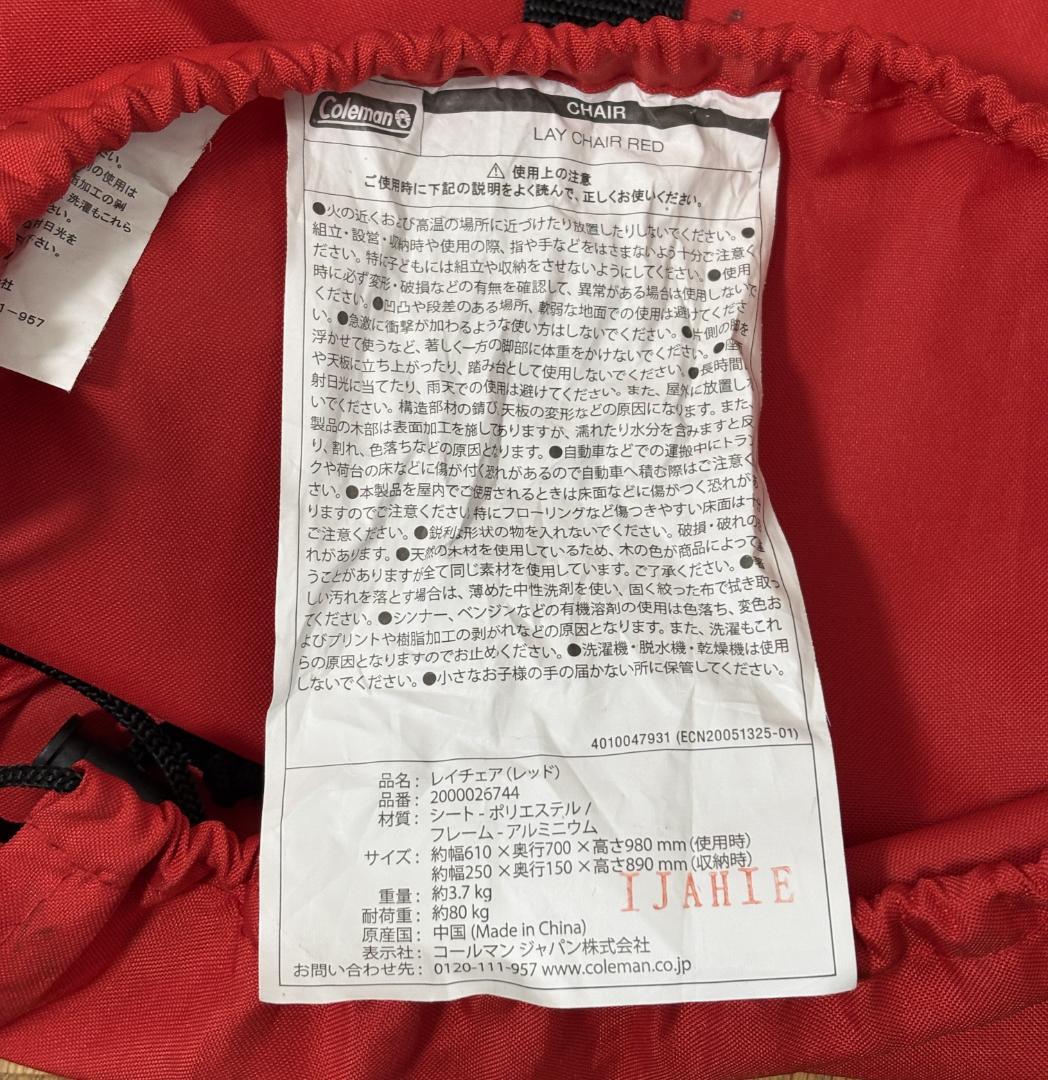 さい。
の使用は
加工の剥
洗濯もこれら
日光を
下さい。
社
1-957
Coleman
CHAIR
LAY CHAIR RED
⚠ 使用上の注意
ご使用時に下記の説明をよく読んで、正しくお使いください。
●火の近くおよび高温の場所に近づけたり放置したりしないでください。●
組立・設営・収納時や使用の際、指や手などをはさまないよう十分ご注意く
ださい。特に子どもには組立や収納をさせないようにしてください。●使用
時に必ず変形・破損などの有無を確認して、異常がある場合は使用しないで
ください。●凹凸や段差のある場所、軟弱な地面での使用は避けてくださ
い。●急激に衝撃が加わるような使い方はしないでください。●片側の脚を
浮かせて使うなど、著しく一方の脚部に体重をかけないでください。●座
や天板に立ち上がったり、踏み台として使用しないでください。●長時間
射日光に当てたり、雨天での使用は避けてください。また、屋外に放置しな
いでください。構造部材の錆び、天板の変形などの原因になります。また、
製品の木部は表面加工を施してありますが、濡れたり水分を含みますと反
り、割れ、色落ちなどの原因となります。●自動車などでの運搬中にトラン
クや荷台の床などに傷が付く恐れがあるので自動車へ積む際はご注意く
さい。●本製品を屋内でご使用されるときは床面などに傷がつく恐れがあ
りますのでご注意ください。特にフローリングなど傷つきやすい床面は十分
ご注意ください。●鋭利な形状の物を入れないでください。破損・破れの
れがあります。●天然の木材を使用しているため、木の色が商品によって
うことがありますが全て同じ素材を使用しています。ご了承ください。●著
しい汚れを落とす場合は、薄めた中性洗剤を使い、固く絞った布で拭き取っ
てください。●シンナー、ベンジンなどの有機溶剤の使用は色落ち、変色お
よびプリントや樹脂加工の剥がれなどの原因となります。また、洗濯もこれ
らの原因となりますのでお止めください。●洗濯機・脱水機・乾燥機は使用
しないでください。●小さなお子様の手の届かない所に保管してください。
4010047931 (ECN20051325-01)
品名: レイチェア(レッド)
品番: 2000026744
材質: シート - ポリエステル /
フレーム - アルミニウム
サイズ: 約幅610×奥行700×高さ980 mm(使用時)
約幅250×奥行150×高さ890 mm(収納時)
IJAHIE
重量: 約3.7 kg
耐荷重: 約80 kg
原産国: 中国 (Made in China)
表示社: コールマン ジャパン株式会社
お問い合わせ先: 0120-111-957 www.coleman.co.jp